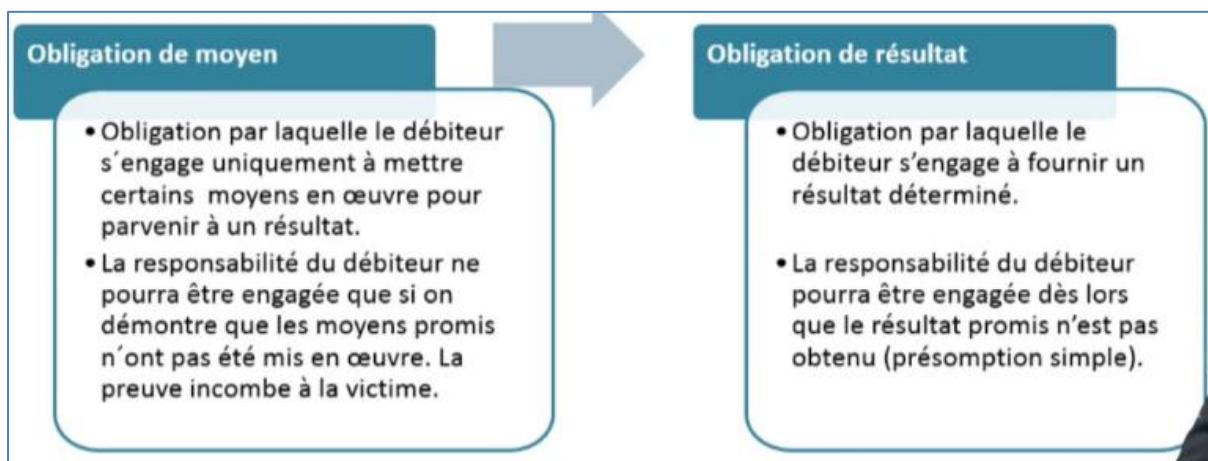 Obligation de moyen
• Obligation par laquelle le débiteur
s´engage uniquement à mettre
certains moyens en œuvre pour
parvenir à un résultat.
• La responsabilité du débiteur ne
pourra être engagée que si on
démontre que les moyens promis
n´ont pas été mis en œuvre. La
preuve incombe à la victime.
Obligation de résultat
• Obligation par laquelle le
débiteur s’engage à fournir un
résultat déterminé.
• La responsabilité du débiteur
pourra être engagée dès lors
que le résultat promis n’est pas
obtenu (présomption simple).